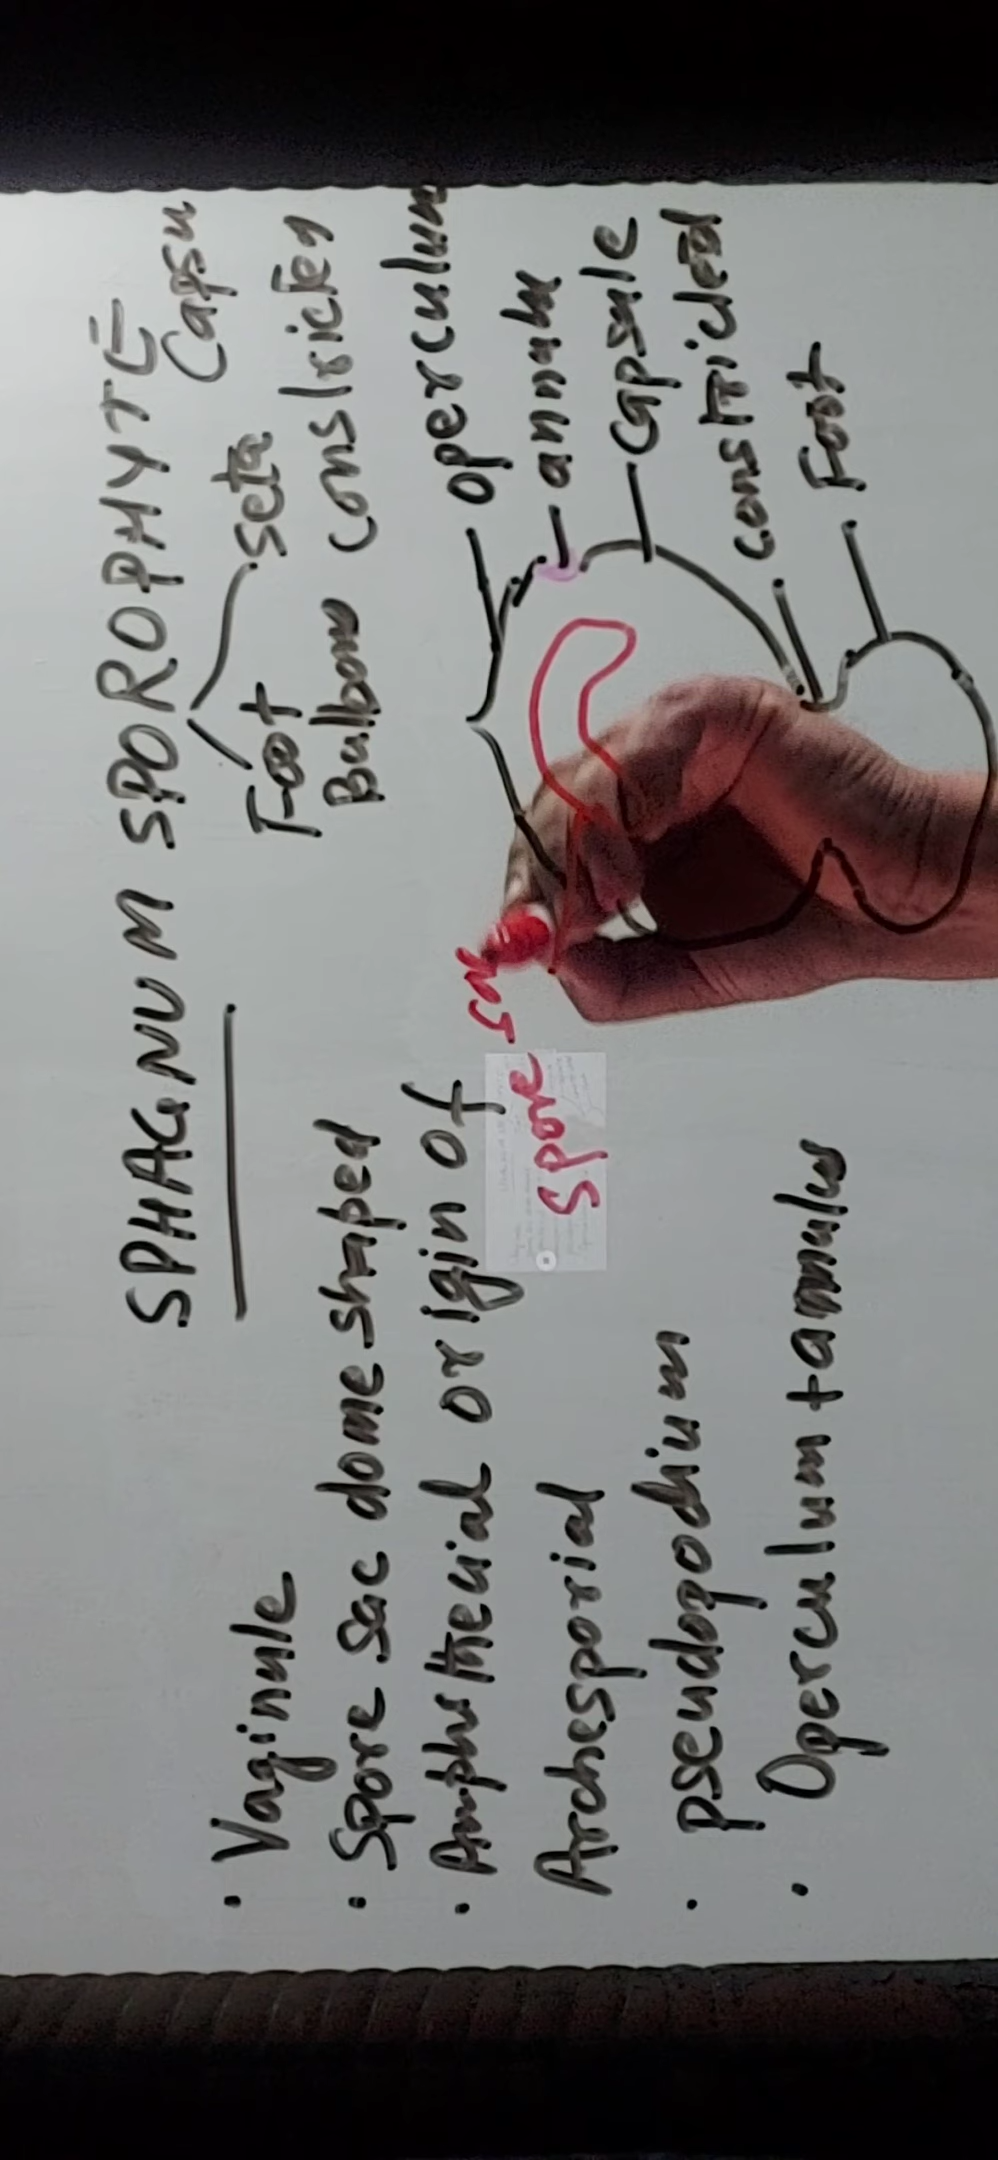 SPHAGNUM SPOROPHYTE
Foot seta Capsu
Bulbous constricted
• Vaginule
• Spore sac dome-shaped
• Amphithecial origin of
Archesporial
• pseudopodium
• Operculum + annulus
operculum
annulu
capsule
constricted
Foot
Spore sac